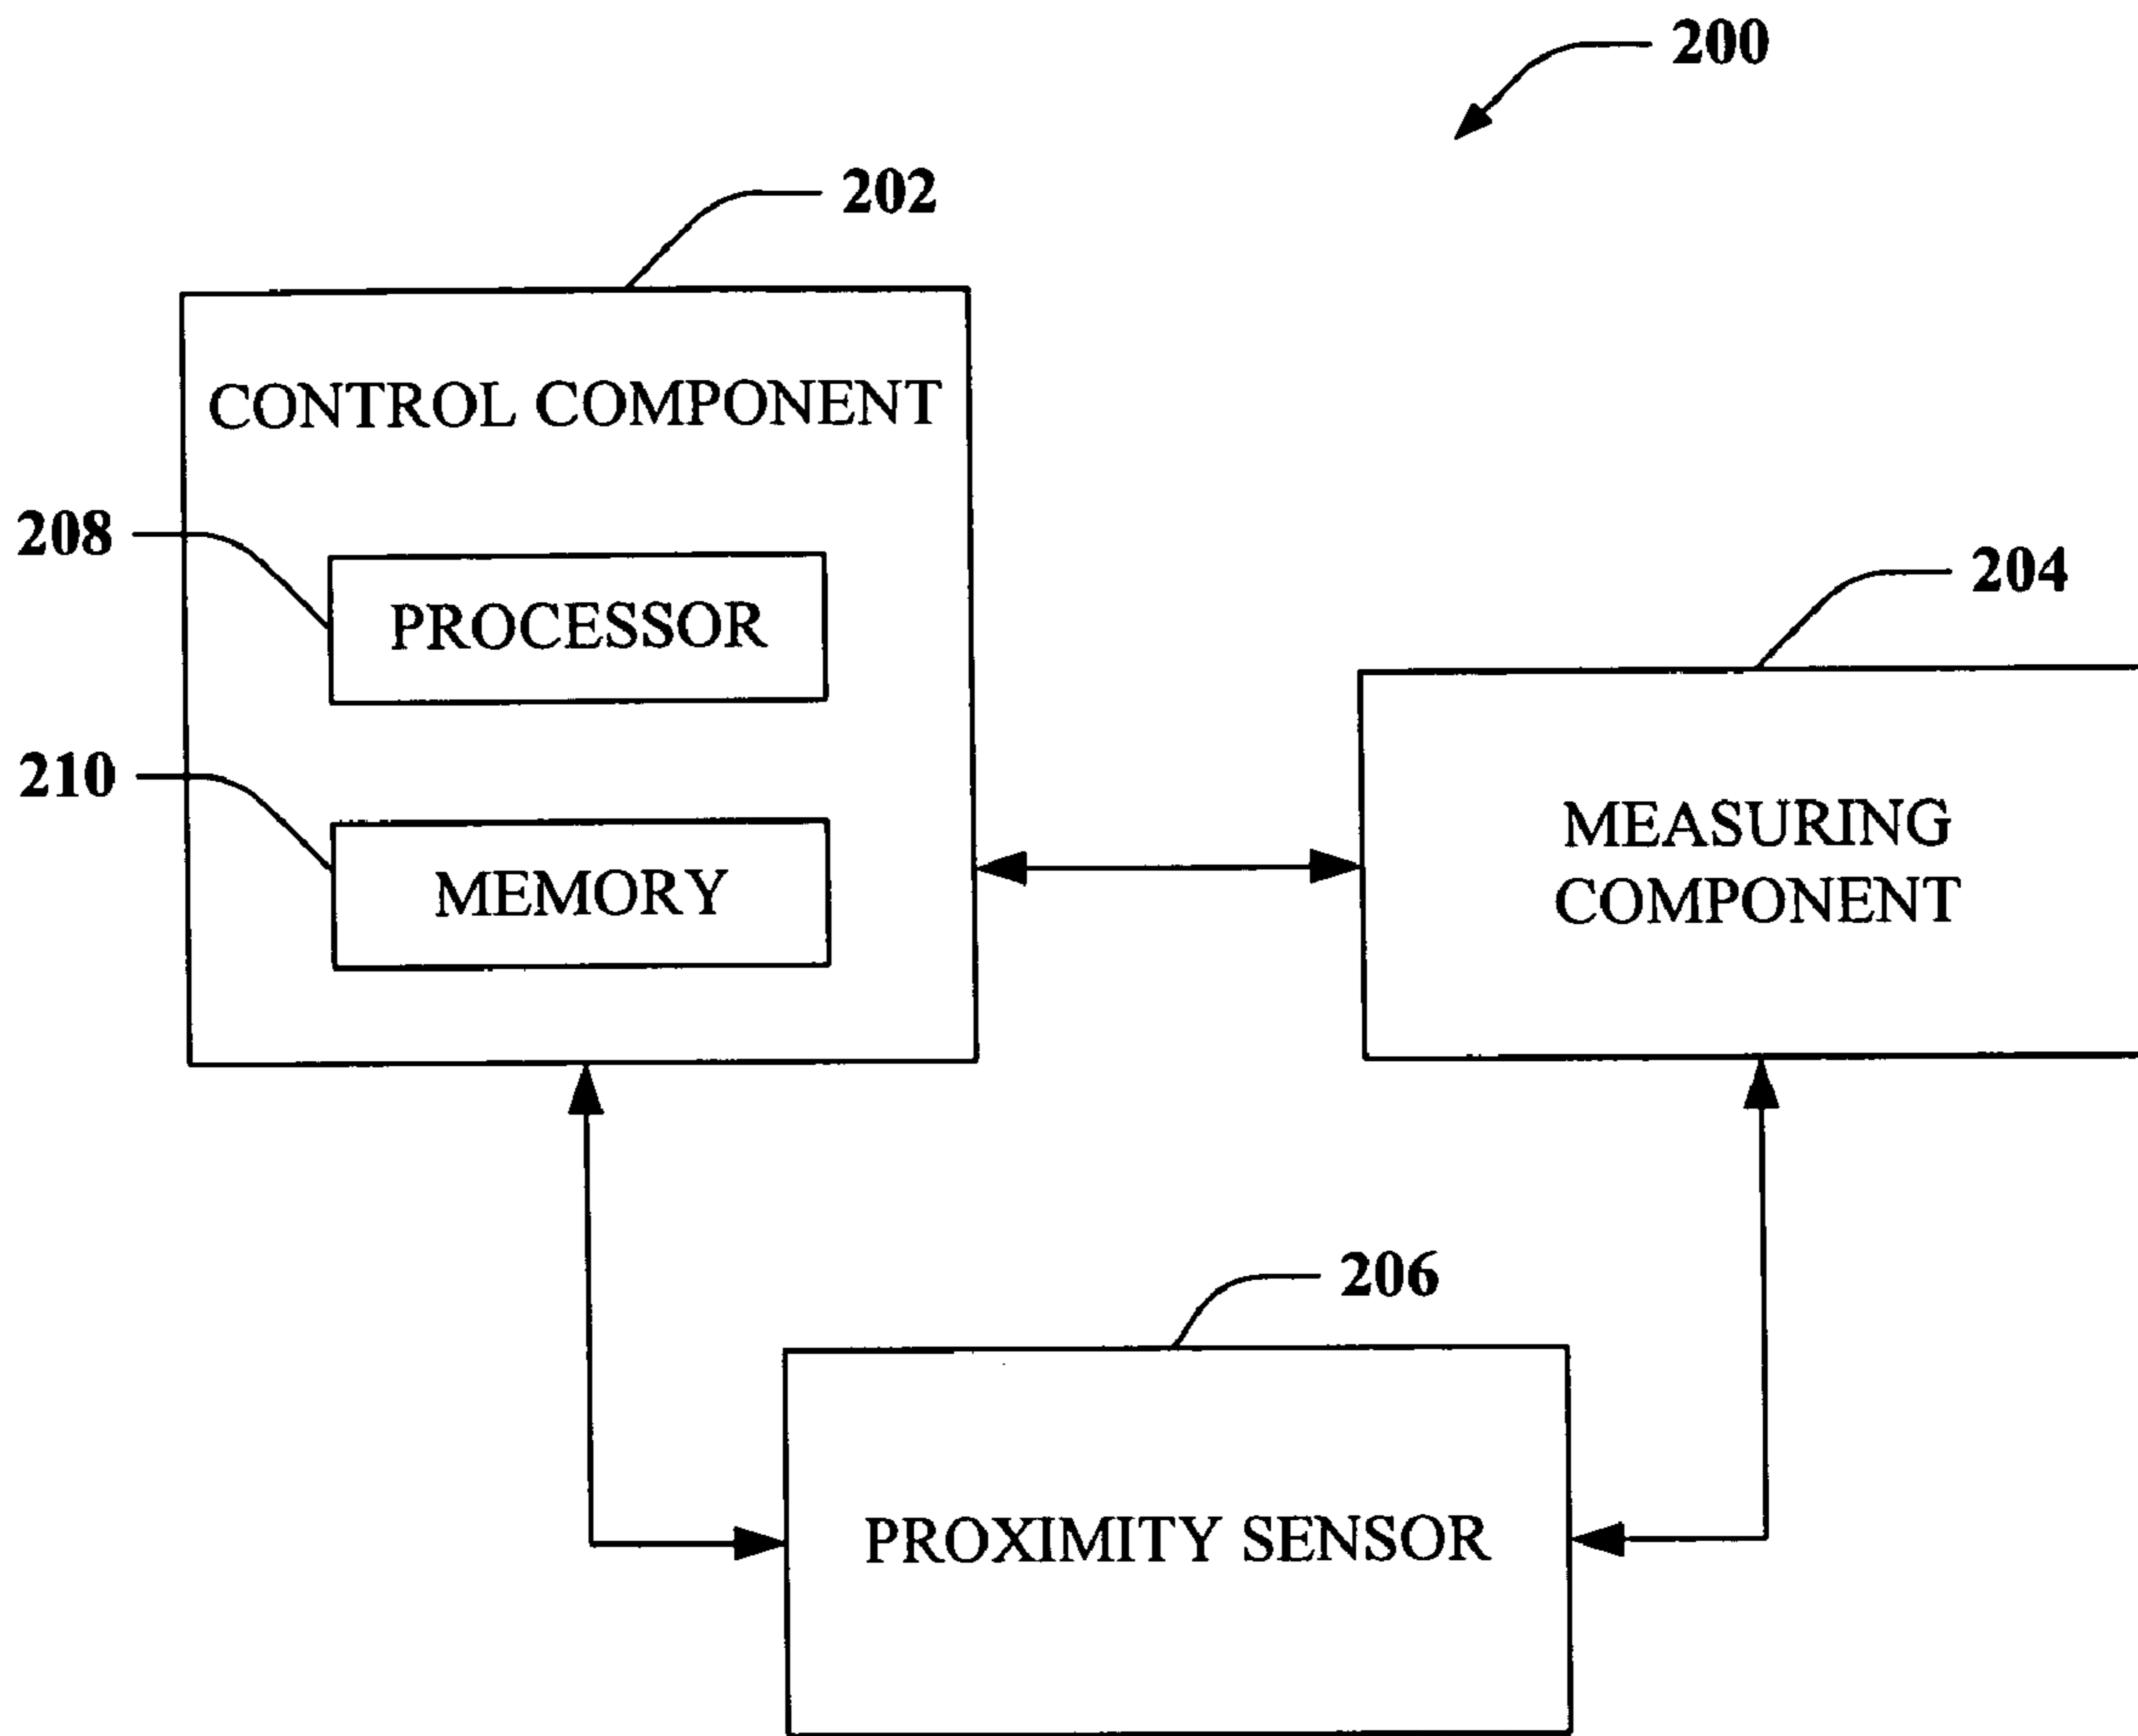 200
202
CONTROL COMPONENT
208
PROCESSOR
204
210
MEMORY
MEASURING
COMPONENT
206
PROXIMITY SENSOR